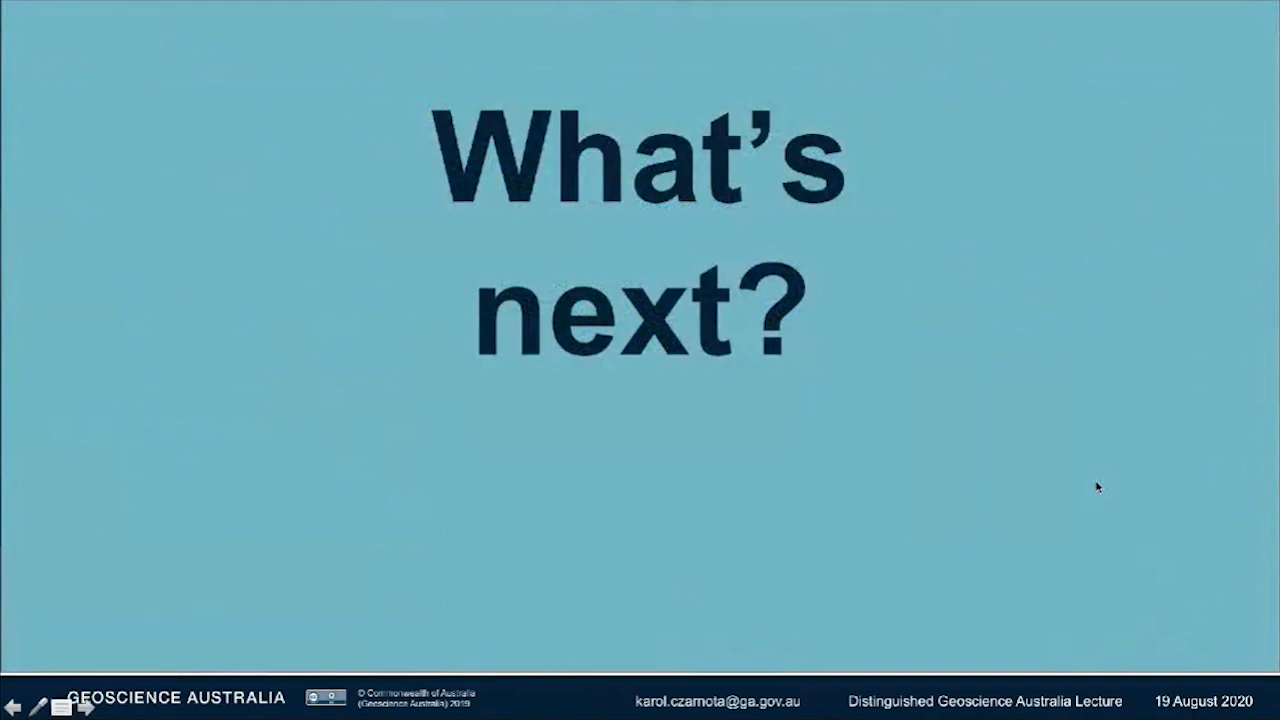 What’s
next?
GEOSCIENCE AUSTRALIA
© Commonwealth of Australia
(Geoscience Australia) 2019
karol.czarnota@ga.gov.au
Distinguished Geoscience Australia Lecture
19 August 2020